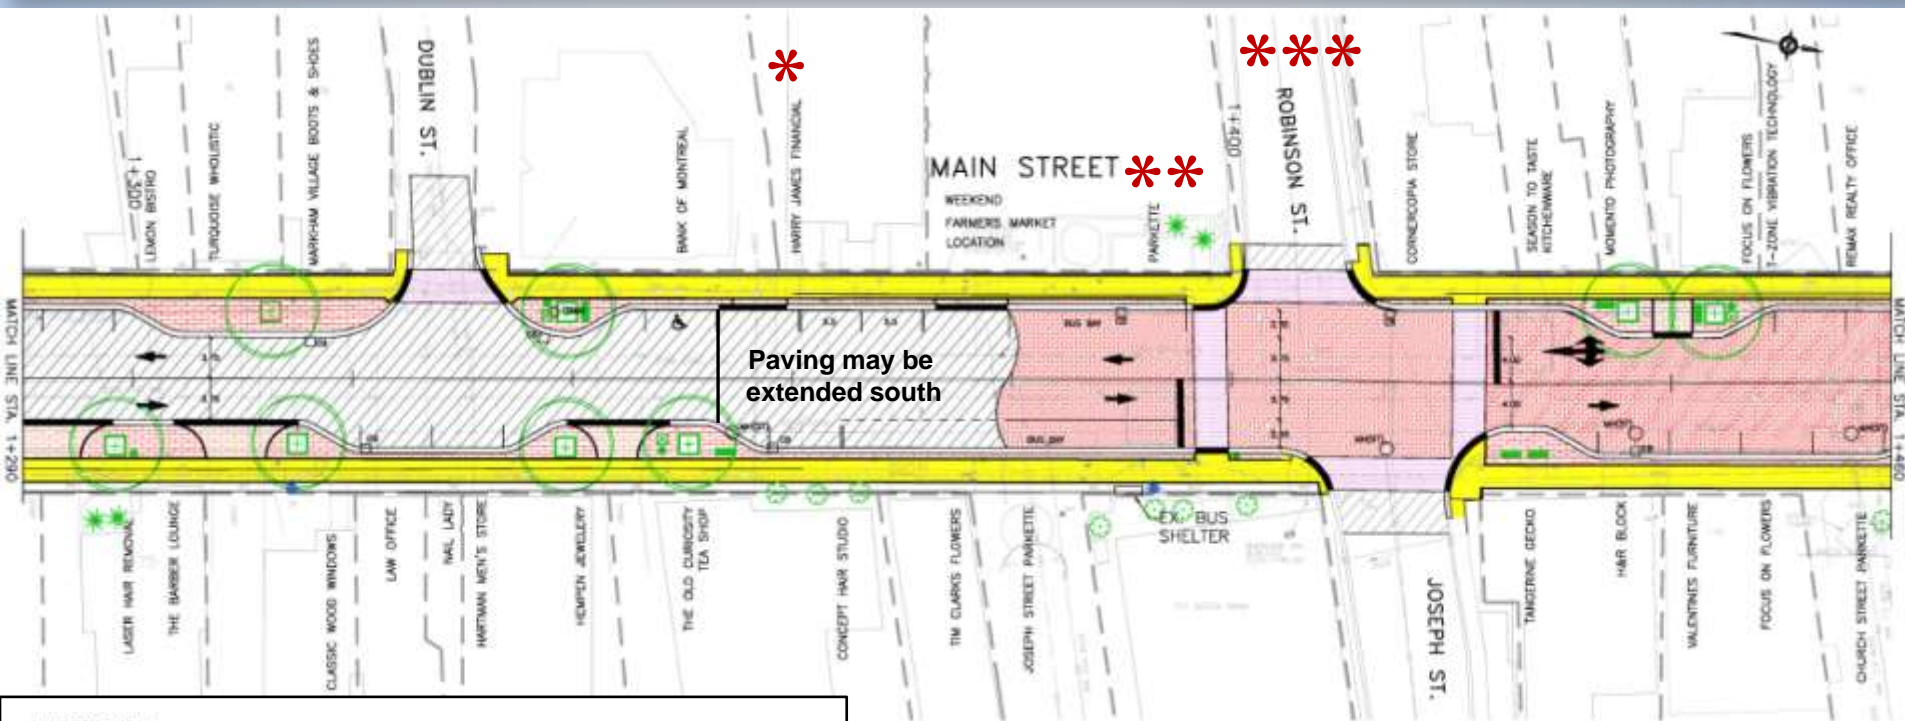 DUBLIN ST.
ROBINSON ST.
***
*
1+300
LEMON BISTRO
TURQUOISE WHOLISTIC
MARKHAM VILLAGE BOOTS & SHOES
BANK OF MONTREAL
HARRY JAMES FINANCIAL
MAIN STREET **
WEEKEND
FARMERS MARKET
LOCATION
PARKETTE
1+400
CORNERCOPIA STORE
SEASON TO TASTE
KITCHENWARE
MOMENTO PHOTOGRAPHY
FOCUS ON FLOWERS
T-ZONE VIBRATION TECHNOLOGY
REMAX REALTY OFFICE
MATCH LINE STA. 1+290
Paving may be
extended south
BUS BAY
BUS BAY
MATCH LINE STA. 1+460
LASER HAIR REMOVAL
THE BARBER LOUNGE
CLASSIC WOOD WINDOWS
LAW OFFICE
NAIL LADY
HARTMAN MEN'S STORE
HEMPEN JEWELERY
THE OLD CURIOSITY
TEA SHOP
CONCEPT HAIR STUDIO
TIM CLARKS FLOWERS
JOSEPH STREET PARKETTE
EX. BUS
SHELTER
JOSEPH ST.
TANGERINE GECKO
H&R BLOCK
VALENTINES FURNITURE
FOCUS ON FLOWERS
CHURCH STREET PARKETTE